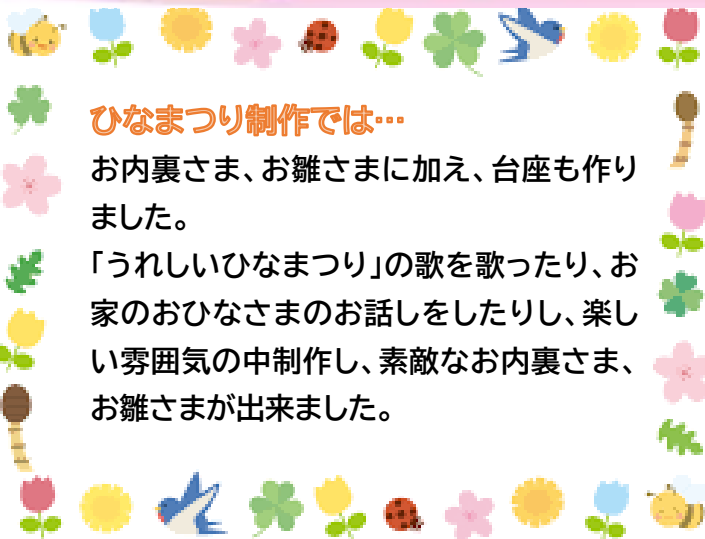 ひなまつり制作では…
お内裏さま、お雛さまに加え、台座も作り
ました。
「うれしいひなまつり」の歌を歌ったり、お
家のおひなさまのお話しをしたりし、楽し
い雰囲気の中制作し、素敵なお内裏さま、
お雛さまが出来ました。